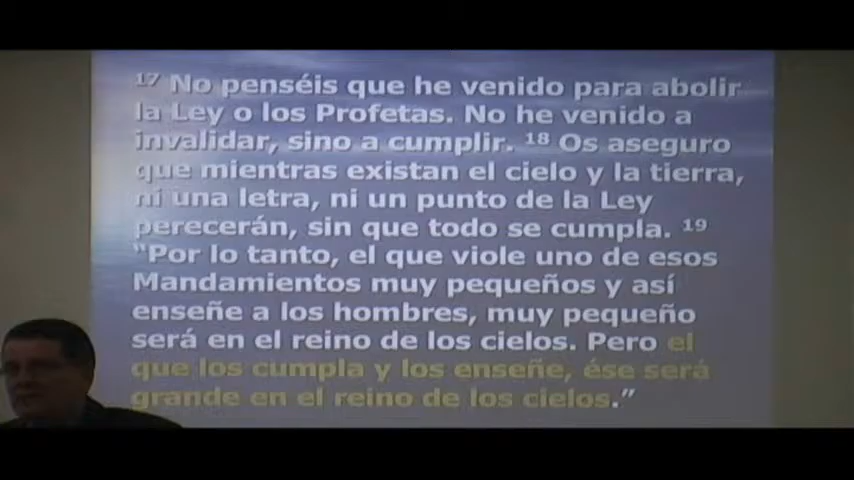 17 No penséis que he venido para abolir
la Ley o los Profetas. No he venido a
invalidar, sino a cumplir. 18 Os aseguro
que mientras existan el cielo y la tierra,
ni una letra, ni un punto de la Ley
perecerán, sin que todo se cumpla. 19
“Por lo tanto, el que viole uno de esos
Mandamientos muy pequeños y así
enseñe a los hombres, muy pequeño
será en el reino de los cielos. Pero el
que los cumpla y los enseñe, ése será
grande en el reino de los cielos.”